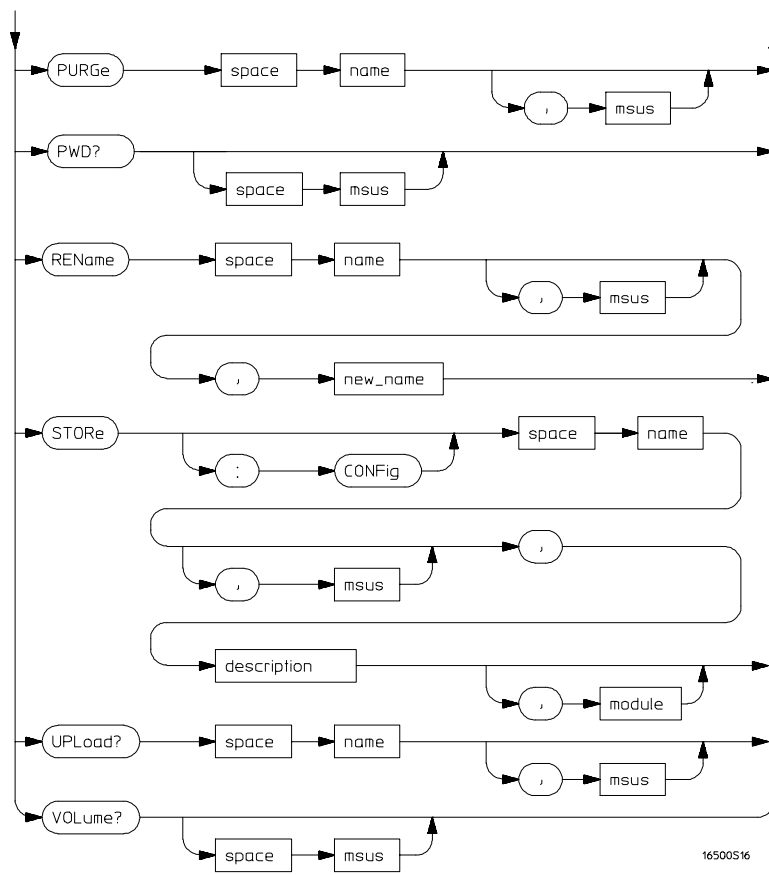 PURGe space name , msus
PWD? space msus
REName space name , msus
, new_name
STORe : CONFig space name
, msus ,
description , module
UPLoad? space name , msus
VOLume? space msus
16500S16